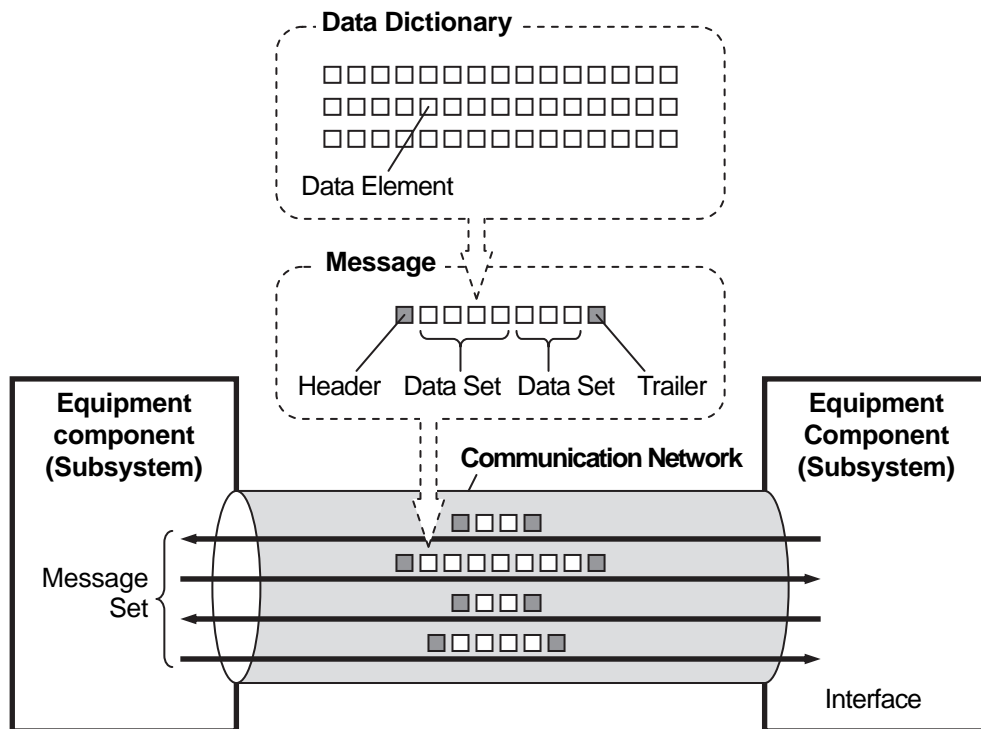 Data Dictionary
Data Element
Message
Header
Data Set
Data Set
Trailer
Equipment
component
(Subsystem)
Equipment
Component
(Subsystem)
Communication Network
Message
Set
Interface